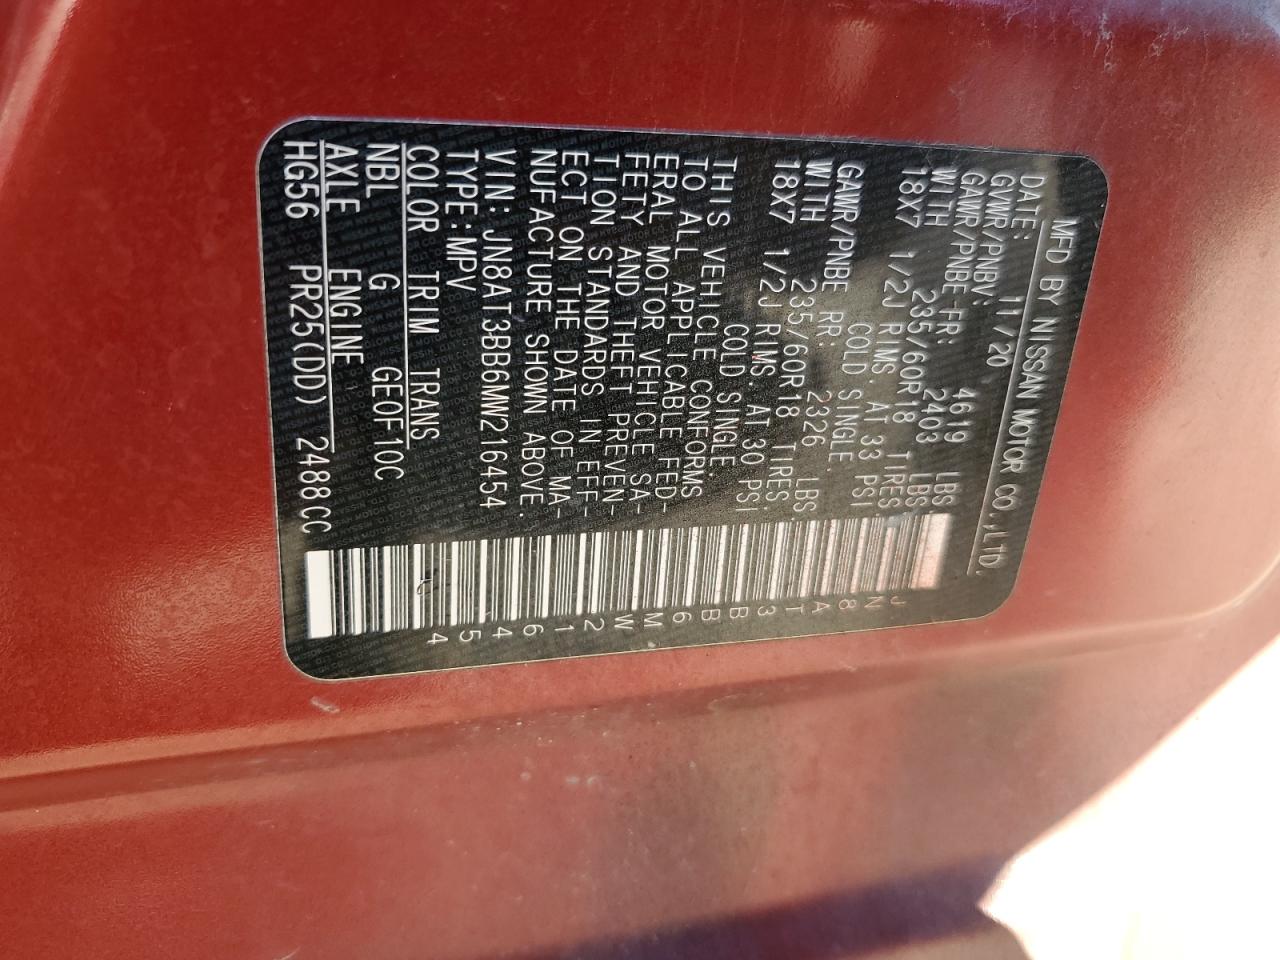 MFD BY NISSAN MOTOR CO.,LTD.
DATE: 11/20
GVWR/PNBV: 4619 LBS.
GAWR/PNBE FR: 2403 LBS.
WITH 235/60R18 TIRES,
18X7 1/2J RIMS. AT 33 PSI
COLD SINGLE.
GAWR/PNBE RR: 2326 LBS.
WITH 235/60R18 TIRES,
18X7 1/2J RIMS. AT 30 PSI
COLD SINGLE.
THIS VEHICLE CONFORMS
TO ALL APPLICABLE FED-
ERAL MOTOR VEHICLE SA-
FETY AND THEFT PREVEN-
TION STANDARDS IN EFF-
ECT ON THE DATE OF MA-
NUFACTURE SHOWN ABOVE.
VIN: JN8AT3BB6MW216454
TYPE:MPV
COLOR TRIM TRANS
NBL G GE0F10C
AXLE ENGINE
HG56 PR25(DD) 2488CC
JN8AT3BB6MW216454